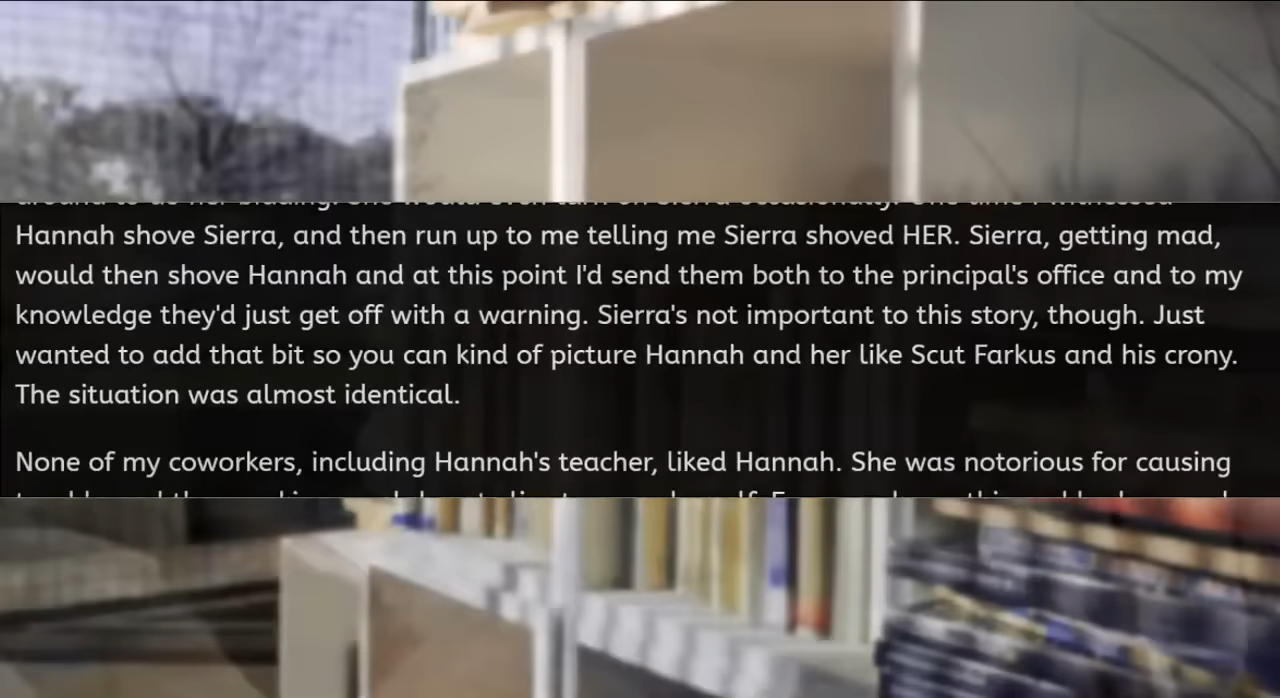 Hannah shove Sierra, and then run up to me telling me Sierra shoved HER. Sierra, getting mad,
would then shove Hannah and at this point I'd send them both to the principal's office and to my
knowledge they'd just get off with a warning. Sierra's not important to this story, though. Just
wanted to add that bit so you can kind of picture Hannah and her like Scut Farkus and his crony.
The situation was almost identical.
None of my coworkers, including Hannah's teacher, liked Hannah. She was notorious for causing